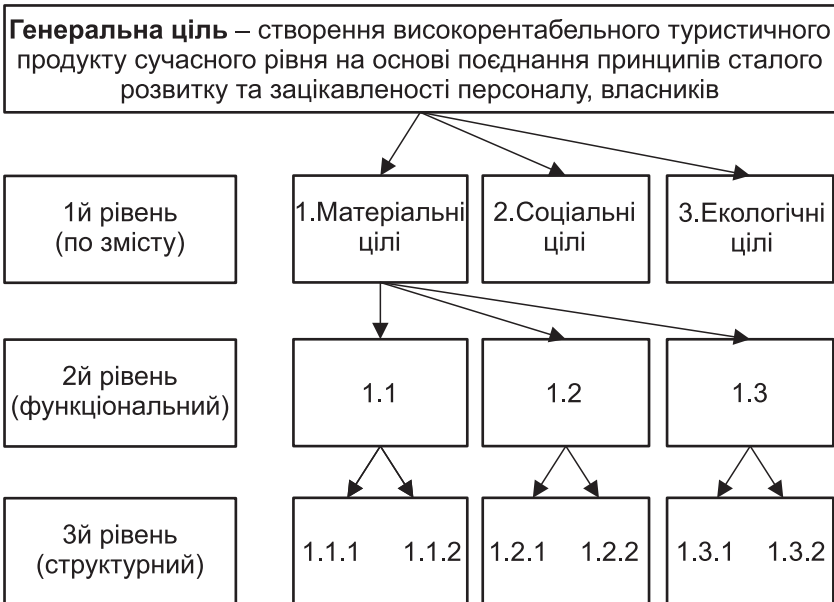 Генеральна ціль – створення високорентабельного туристичного
продукту сучасного рівня на основі поєднання принципів сталого
розвитку та зацікавленості персоналу, власників
1й рівень
(по змісту)
1.Матеріальні
цілі
2.Соціальні
цілі
3.Екологічні
цілі
2й рівень
(функціональний)
1.1
1.2
1.3
3й рівень
(структурний)
1.1.1 1.1.2
1.2.1 1.2.2
1.3.1 1.3.2